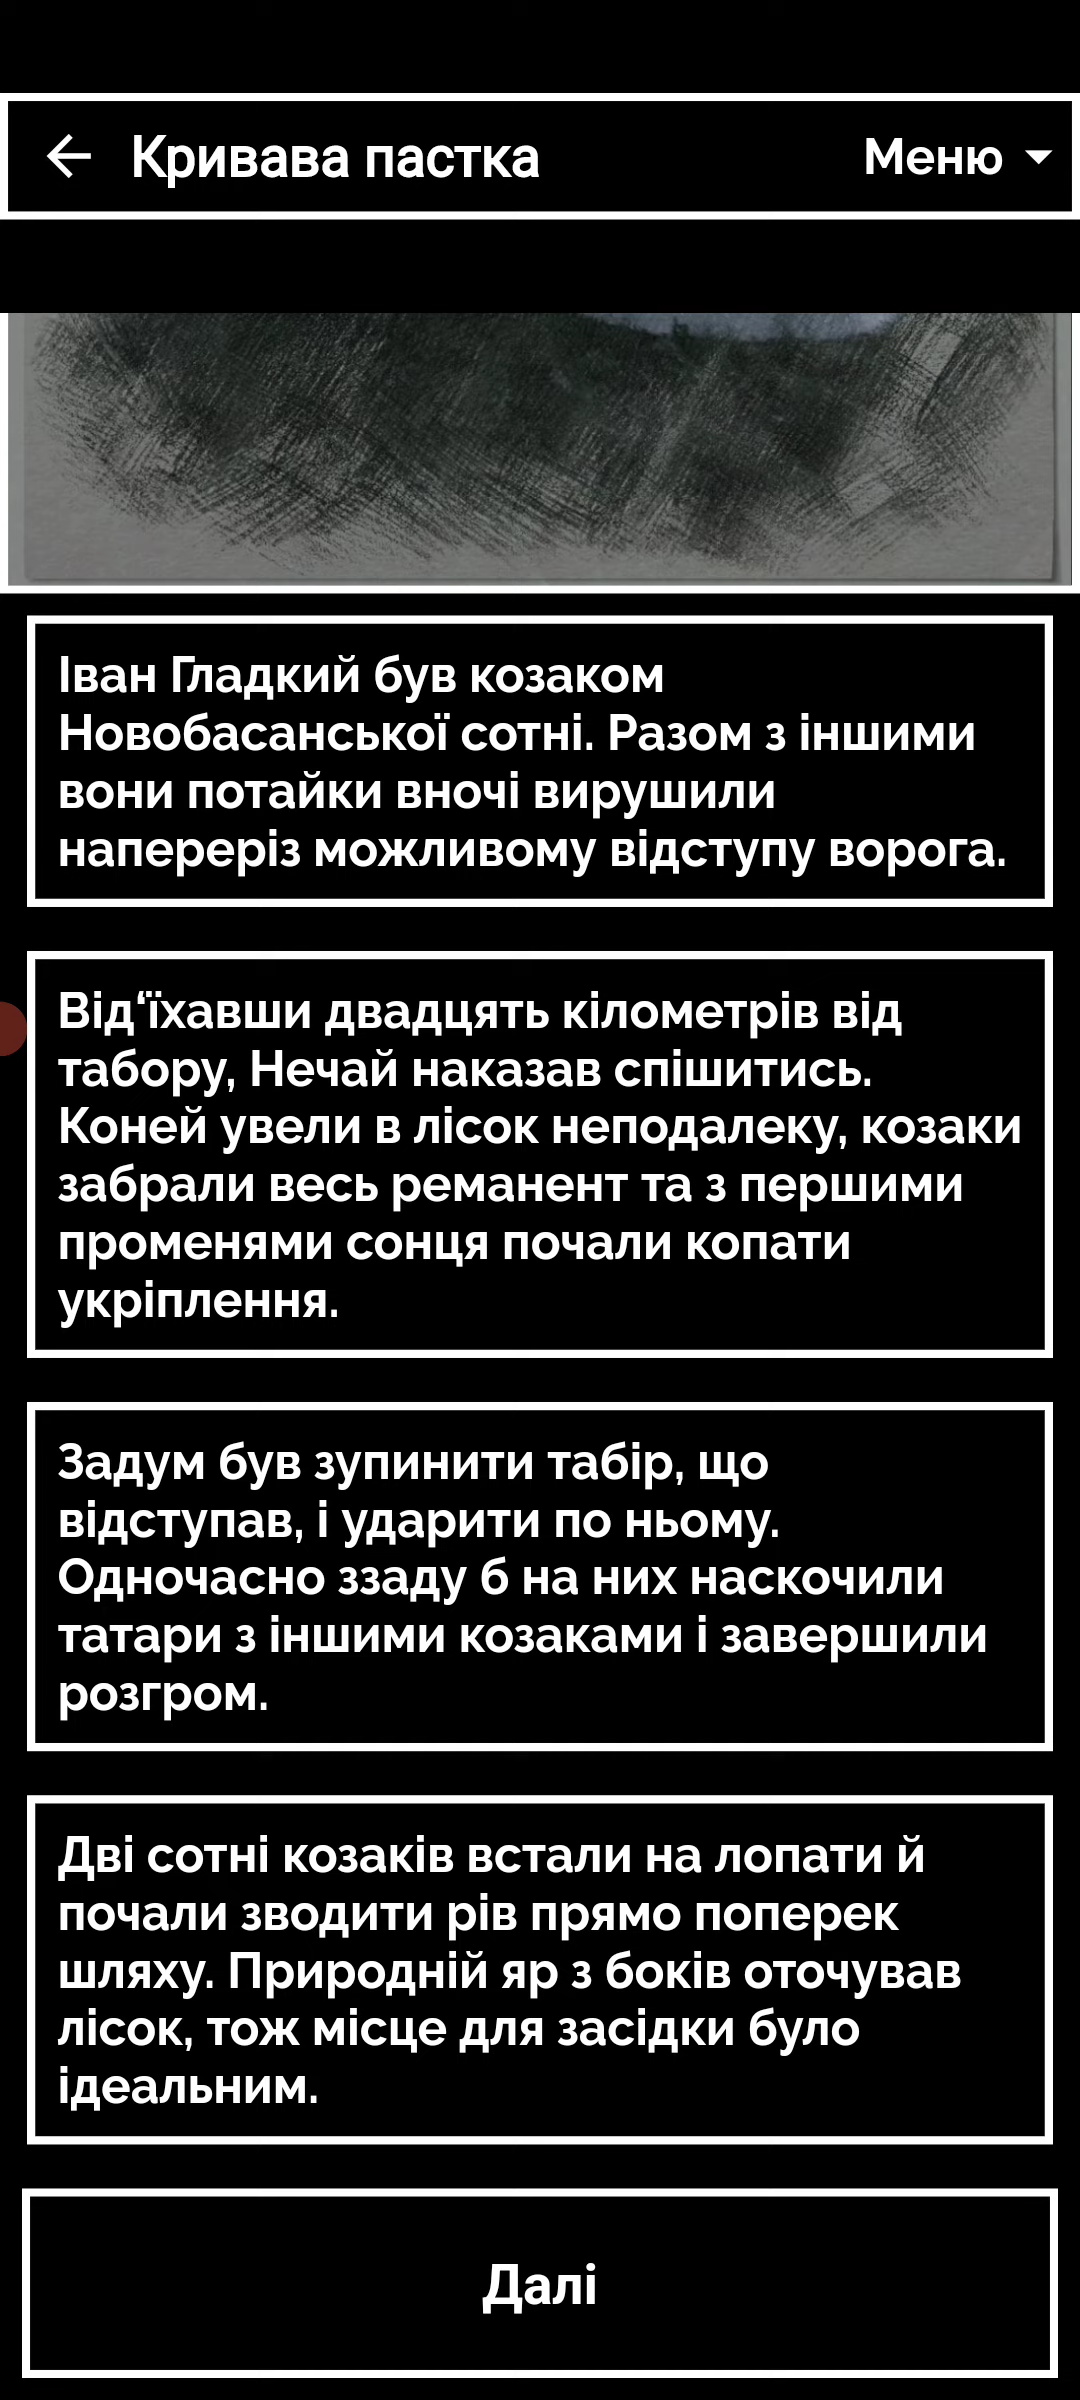 Кривава пастка
Меню
Іван Гладкий був козаком
Новобасанської сотні. Разом з іншими
вони потайки вночі вирушили
наперeріз можливому відступу ворога.
Від‘їхавши двадцять кілометрів від
табору, Нечай наказав спішитись.
Коней увели в лісок неподалеку, козаки
забрали весь реманент та з першими
променями сонця почали копати
укріплення.
Задум був зупинити табір, що
відступав, і ударити по ньому.
Одночасно ззаду б на них наскочили
татари з іншими козаками і завершили
розгром.
Дві сотні козаків встали на лопати й
почали зводити рів прямо поперек
шляху. Природній яр з боків оточував
лісок, тож місце для засідки було
ідеальним.
Далі